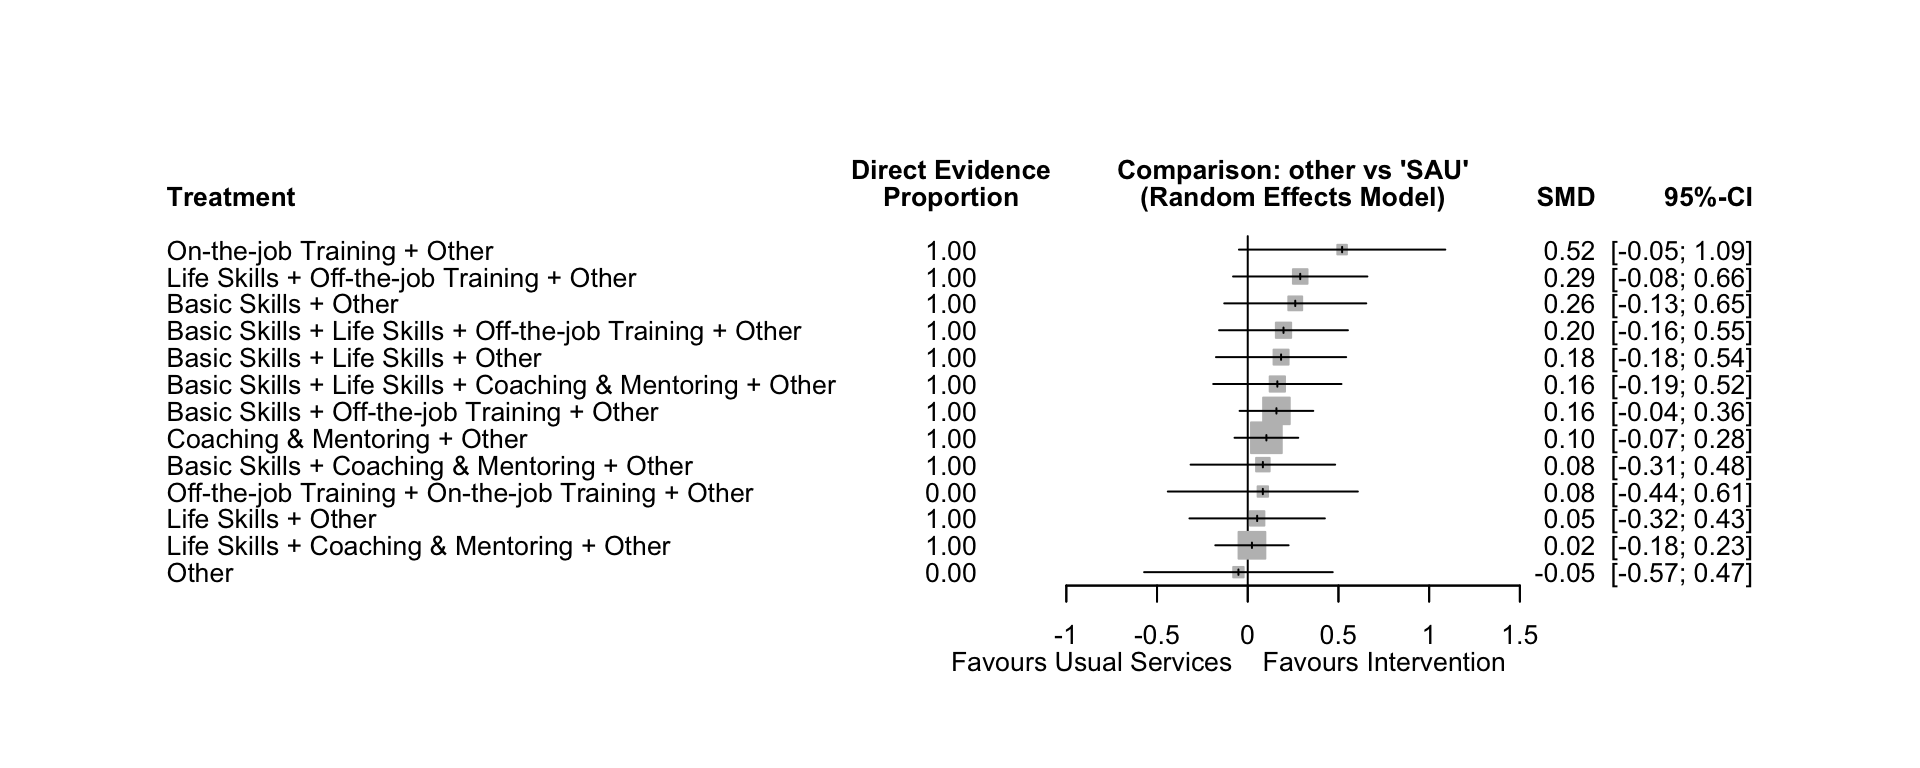 Direct Evidence Comparison: other vs 'SAU'
Treatment Proportion (Random Effects Model) SMD 95%-CI
On-the-job Training + Other 1.00 0.52 [-0.05; 1.09]
Life Skills + Off-the-job Training + Other 1.00 0.29 [-0.08; 0.66]
Basic Skills + Other 1.00 0.26 [-0.13; 0.65]
Basic Skills + Life Skills + Off-the-job Training + Other 1.00 0.20 [-0.16; 0.55]
Basic Skills + Life Skills + Other 1.00 0.18 [-0.18; 0.54]
Basic Skills + Life Skills + Coaching & Mentoring + Other 1.00 0.16 [-0.19; 0.52]
Basic Skills + Off-the-job Training + Other 1.00 0.16 [-0.04; 0.36]
Coaching & Mentoring + Other 1.00 0.10 [-0.07; 0.28]
Basic Skills + Coaching & Mentoring + Other 1.00 0.08 [-0.31; 0.48]
Off-the-job Training + On-the-job Training + Other 0.00 0.08 [-0.44; 0.61]
Life Skills + Other 1.00 0.05 [-0.32; 0.43]
Life Skills + Coaching & Mentoring + Other 1.00 0.02 [-0.18; 0.23]
Other 0.00 -0.05 [-0.57; 0.47]
-1 -0.5 0 0.5 1 1.5
Favours Usual Services Favours Intervention